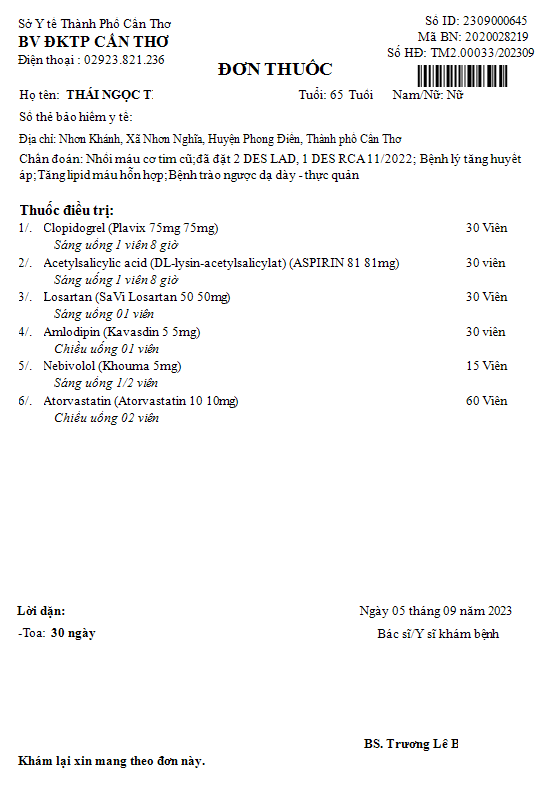 Sở Y tế Thành Phố Cần Thơ
BV ĐKTP CẦN THƠ
Điện thoại : 02923.821.236
Số ID: 2309000645
Mã BN: 2020028219
Số HĐ: TM2.00033/202309
ĐƠN THUỐC
Họ tên: THÁI NGỌC T Tuổi: 65 Tuổi Nam/Nữ: Nữ
Số thẻ bảo hiểm y tế:
Địa chỉ: Nhơn Khánh, Xã Nhơn Nghĩa, Huyện Phong Điền, Thành phố Cần Thơ
Chẩn đoán: Nhồi máu cơ tim cũ;đã đặt 2 DES LAD, 1 DES RCA 11/2022; Bệnh lý tăng huyết
áp;Tăng lipid máu hỗn hợp;Bệnh trào ngược dạ dày - thực quản
Thuốc điều trị:
1/. Clopidogrel (Plavix 75mg 75mg) 30 Viên
Sáng uống 1 viên 8 giờ
2/. Acetylsalicylic acid (DL-lysin-acetylsalicylat) (ASPIRIN 81 81mg) 30 viên
Sáng uống 1 viên 8 giờ
3/. Losartan (SaVi Losartan 50 50mg) 30 Viên
Sáng uống 01 viên
4/. Amlodipin (Kavasdin 5 5mg) 30 viên
Chiều uống 01 viên
5/. Nebivolol (Khouma 5mg) 15 Viên
Sáng uống 1/2 viên
6/. Atorvastatin (Atorvastatin 10 10mg) 60 Viên
Chiều uống 02 viên
Lời dặn:
-Toa: 30 ngày
Ngày 05 tháng 09 năm 2023
Bác sĩ/Y sĩ khám bệnh
BS. Trương Lê B
Khám lại xin mang theo đơn này.